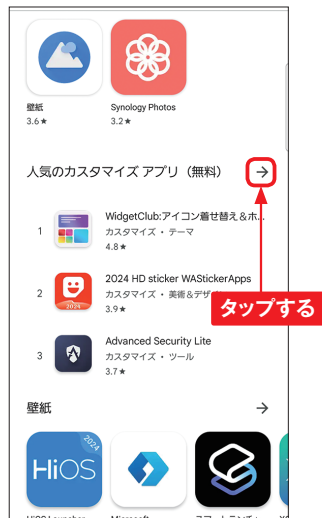 壁紙
3.6★
Synology Photos
3.2★
人気のカスタマイズ アプリ（無料） →
1
WidgetClub:アイコン着せ替え&ホ...
カスタマイズ・テーマ
4.8★
2
2024
2024 HD sticker WAStickerApps
カスタマイズ・美術&デザ
3.9★
タップする
3
Advanced Security Lite
カスタマイズ・ツール
3.7★
壁紙 →
2024
HiOS